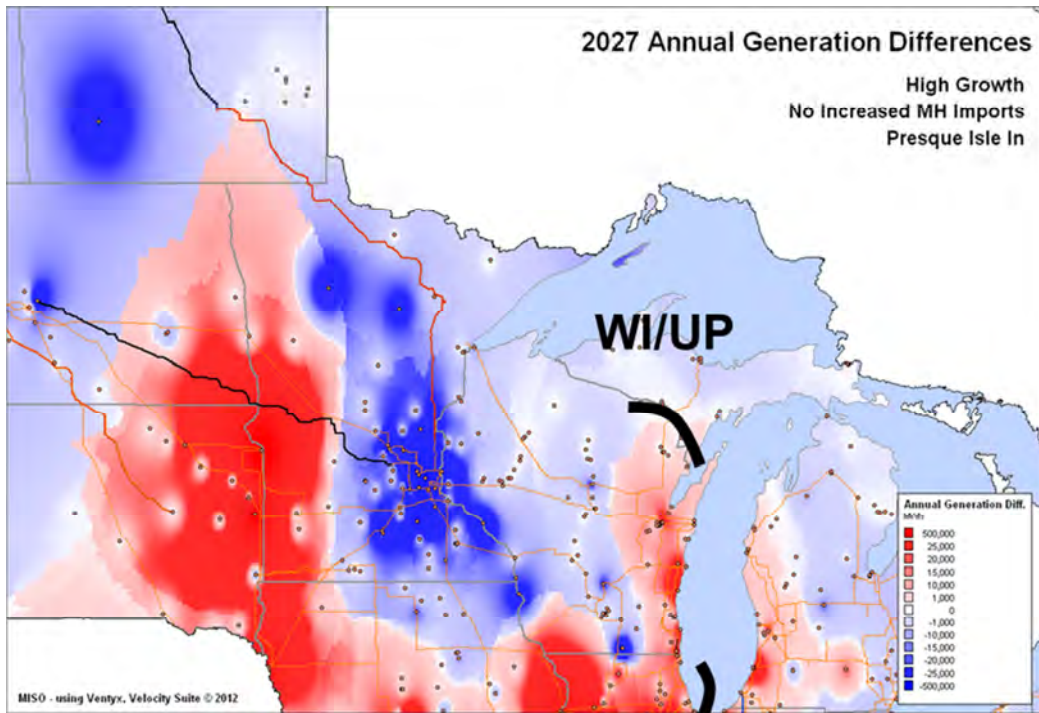 2027 Annual Generation Differences
High Growth
No Increased MH Imports
Presque Isle In
WI/UP
Annual Generation Diff.
MWh
500,000
25,000
20,000
15,000
10,000
1,000
0
-1,000
-10,000
-15,000
-20,000
-25,000
-500,000
MISO - using Ventyx, Velocity Suite © 2012